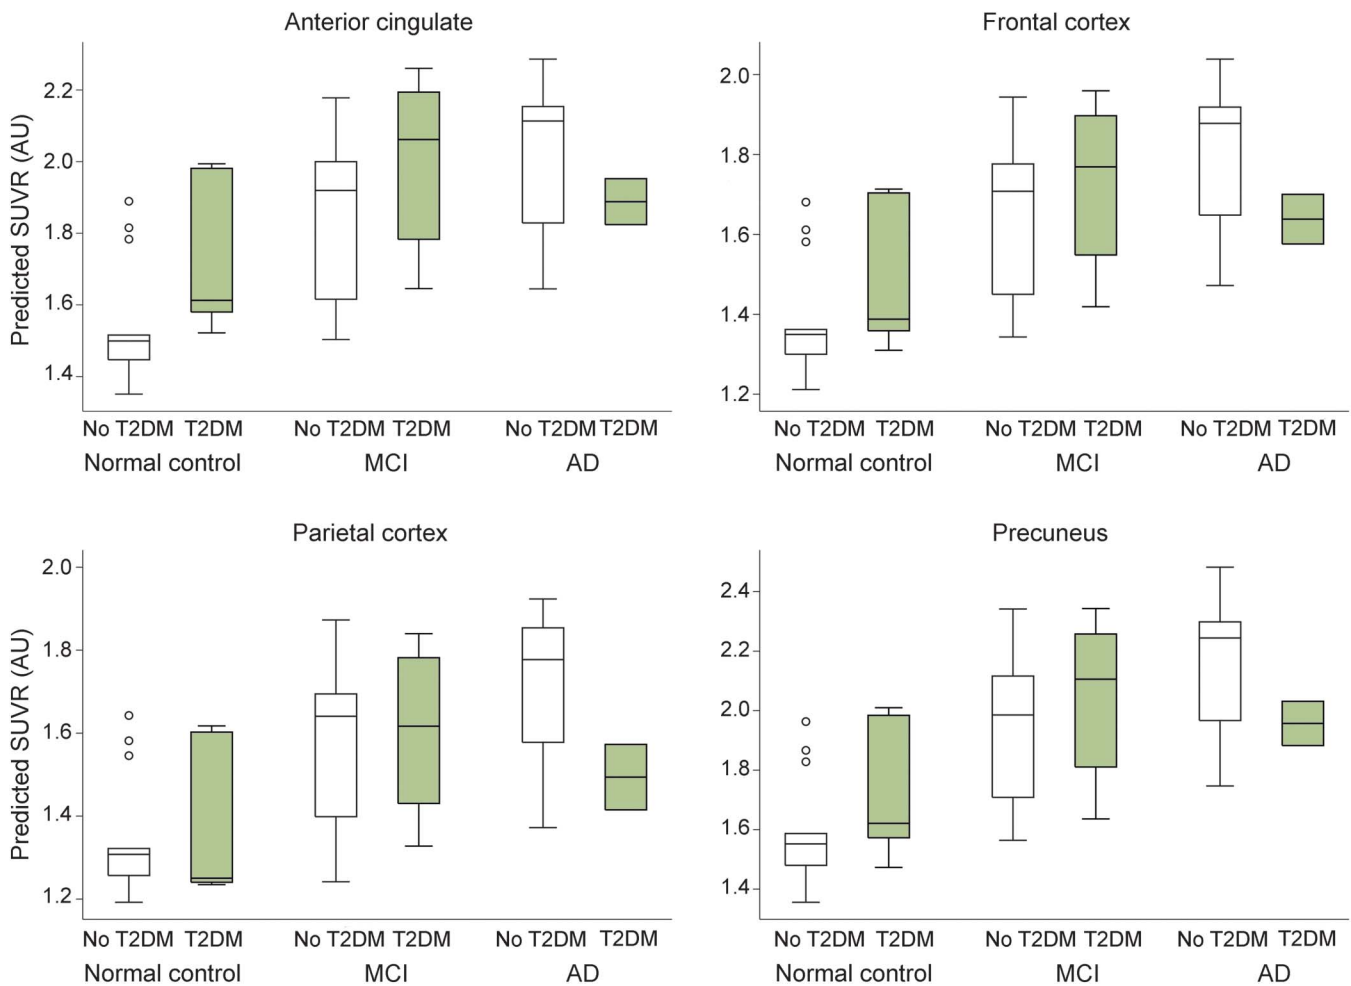 Anterior cingulate
Predicted SUVR (AU)
2.2
2.0
1.8
1.6
1.4
No T2DM T2DM No T2DM T2DM No T2DM T2DM
Normal control MCI AD
Frontal cortex
2.0
1.8
1.6
1.4
1.2
No T2DM T2DM No T2DM T2DM No T2DM T2DM
Normal control MCI AD
Parietal cortex
Predicted SUVR (AU)
2.0
1.8
1.6
1.4
1.2
No T2DM T2DM No T2DM T2DM No T2DM T2DM
Normal control MCI AD
Precuneus
2.4
2.2
2.0
1.8
1.6
1.4
No T2DM T2DM No T2DM T2DM No T2DM T2DM
Normal control MCI AD